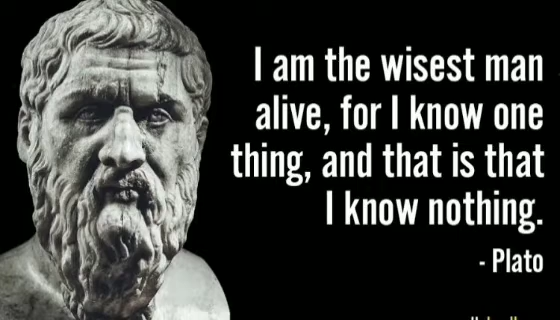 I am the wisest man
alive, for I know one
thing, and that is that
I know nothing.
- Plato